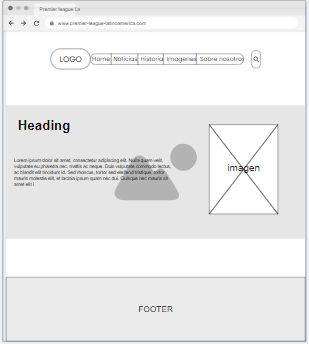 Premier league La
www.premier-league-latinoamerica.com
LOGO
Home Noticias Historia Imagenes Sobre nosotros
Heading
Lorem ipsum dolor sit amet, consectetur adipiscing elit. Nulla quam velit,
vulputate eu pharetra nec, mattis ac neque. Duis vulputate commodo lectus,
ac blandit elit tincidunt id. Sed rhoncus, tortor sed eleifend tristique, tortor
mauris molestie elit, et lacinia ipsum quam nec dui. Quisque nec mauris sit
amet elit i
imagen
FOOTER